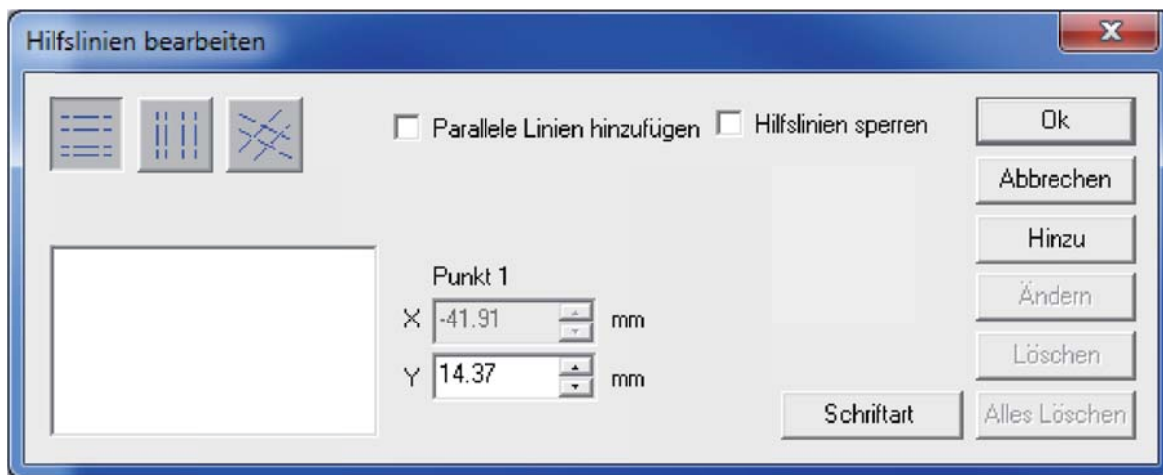 Hilfslinien bearbeiten
Parallele Linien hinzufügen
Hilfslinien sperren
Ok
Abbrechen
Hinzu
Punkt 1
X -41.91 mm
Ändern
Y 14.37 mm
Löschen
Schriftart
Alles Löschen